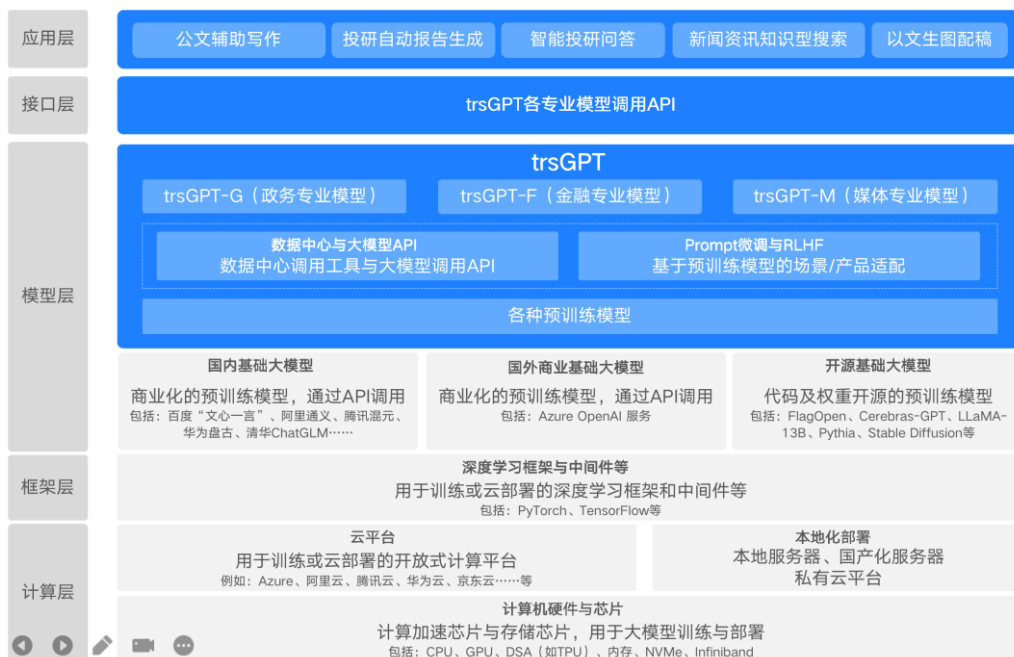 应用层
公文辅助写作
投研自动报告生成
智能投研问答
新闻资讯知识型搜索
以文生图配稿
接口层
trsGPT各专业模型调用API
模型层
trsGPT
trsGPT-G（政务专业模型）
trsGPT-F（金融专业模型）
trsGPT-M（媒体专业模型）
数据中心与大模型API
数据中心调用工具与大模型调用API
Prompt微调与RLHF
基于预训练模型的场景/产品适配
各种预训练模型
国内基础大模型
商业化的预训练模型，通过API调用
包括：百度“文心一言”、阿里通义、腾讯混元、
华为盘古、清华ChatGLM……
国外商业基础大模型
商业化的预训练模型，通过API调用
包括：Azure OpenAI 服务
开源基础大模型
代码及权重开源的预训练模型
包括：FlagOpen、Cerebras-GPT、LLaMA-
13B、Pythia、Stable Diffusion等
框架层
深度学习框架与中间件等
用于训练或云部署的深度学习框架和中间件等
包括：PyTorch、TensorFlow等
计算层
云平台
用于训练或云部署的开放式计算平台
例如：Azure、阿里云、腾讯云、华为云、京东云……等
本地化部署
本地服务器、国产化服务器
私有云平台
计算机硬件与芯片
计算加速芯片与存储芯片，用于大模型训练与部署
包括：CPU、GPU、DSA（如TPU）、内存、NVMe、Infiniband